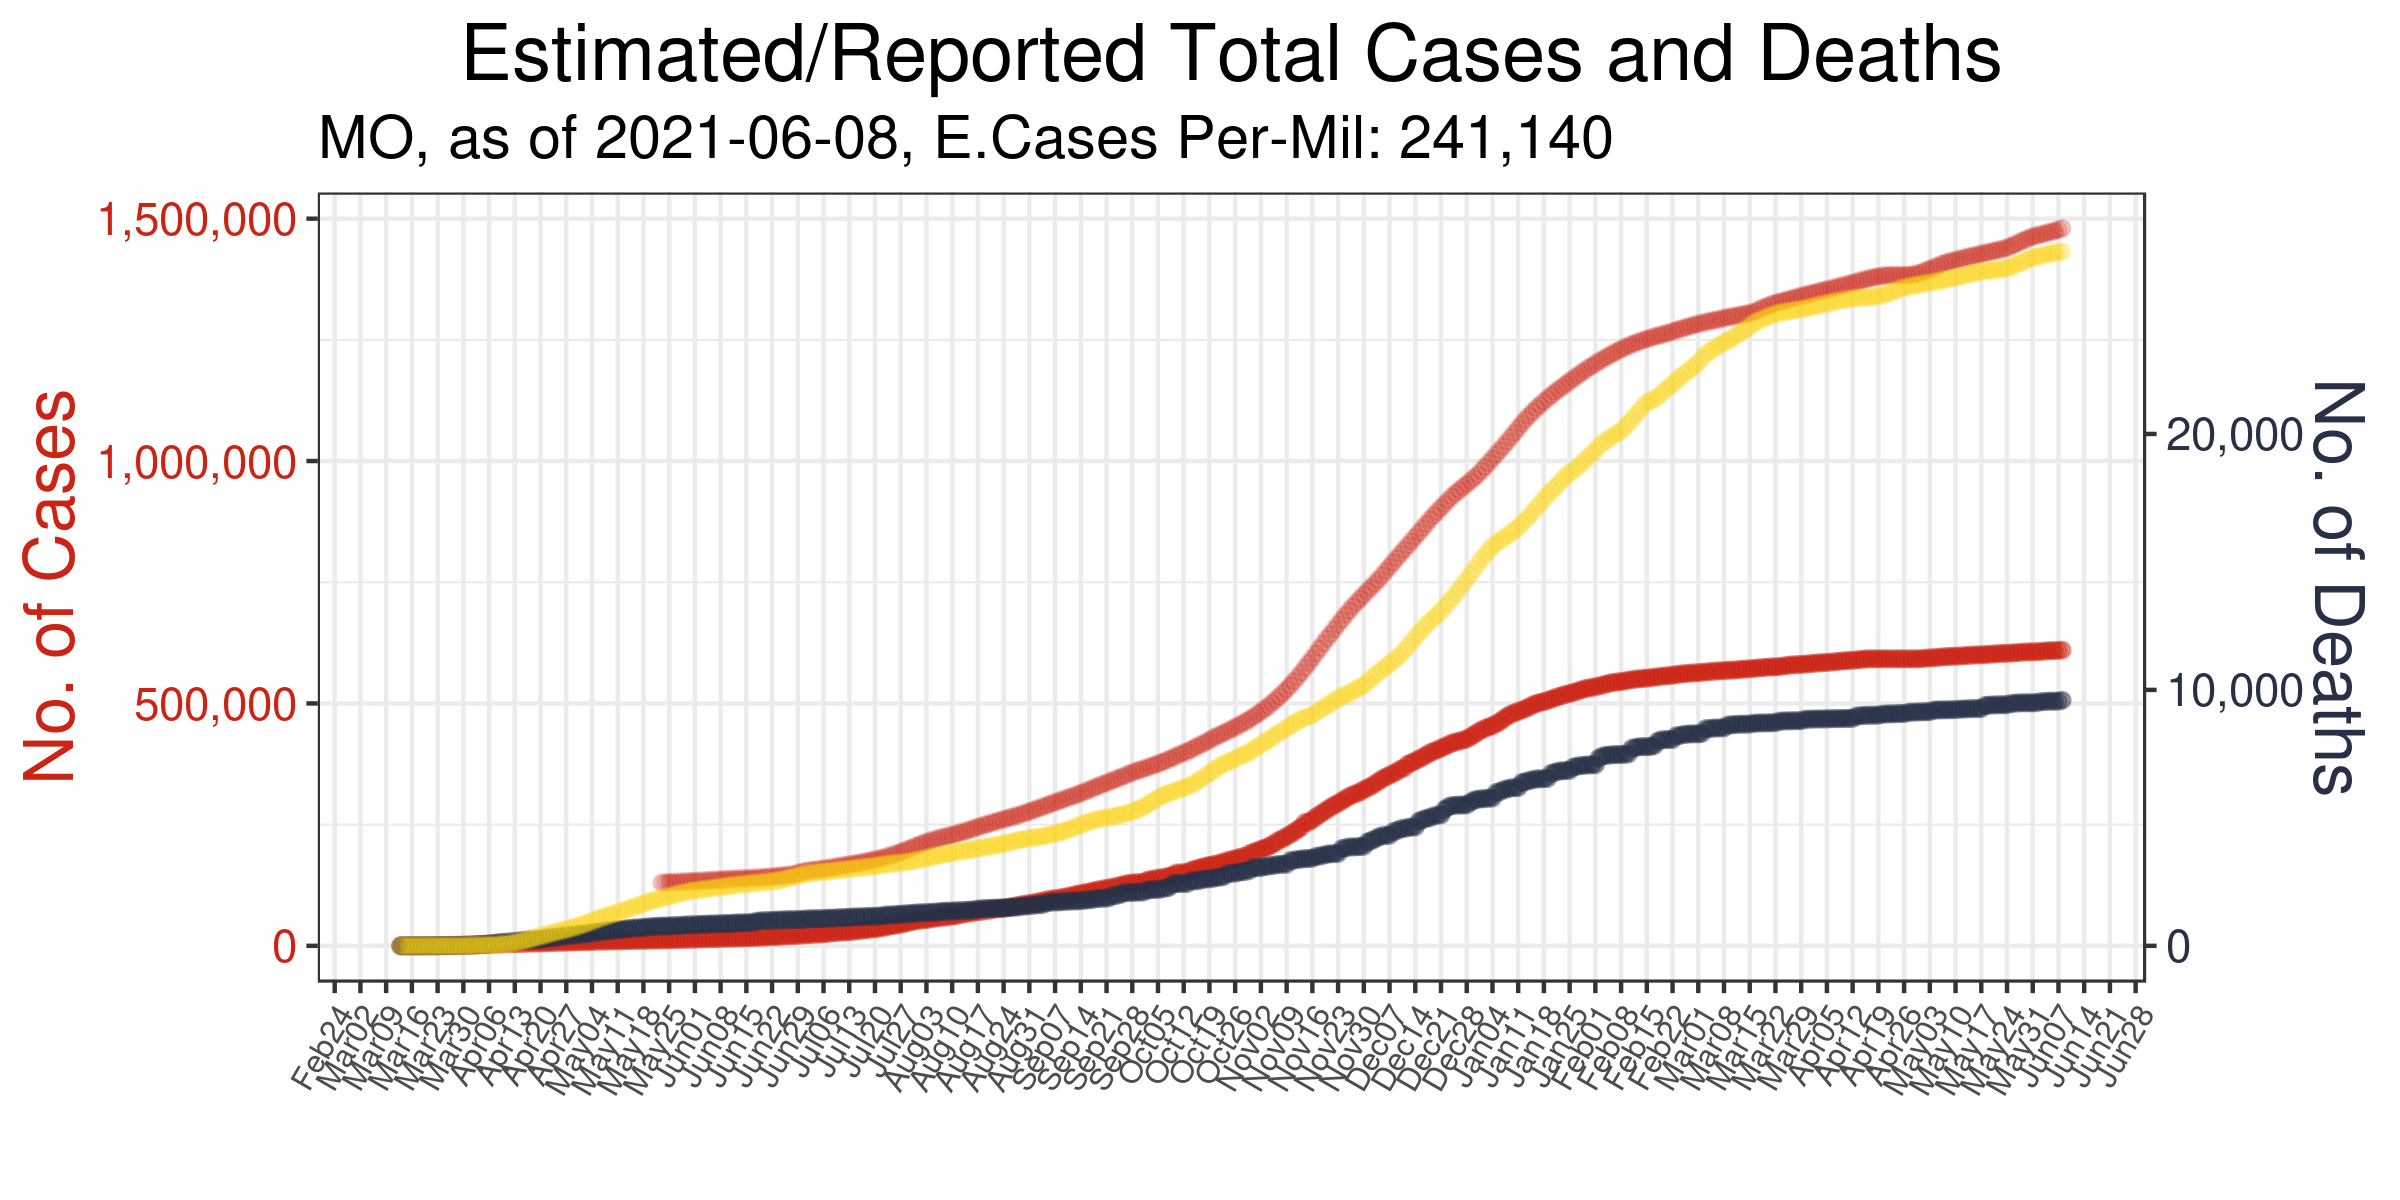 Estimated/Reported Total Cases and Deaths
MO, as of 2021-06-08, E.Cases Per-Mil: 241,140
No. of Cases
1,500,000
1,000,000
500,000
0
No. of Deaths
20,000
10,000
0
Feb24
Mar02
Mar09
Mar16
Mar23
Mar30
Apr06
Apr13
Apr20
Apr27
May04
May11
May18
May25
Jun01
Jun08
Jun15
Jun22
Jun29
Jul06
Jul13
Jul20
Jul27
Aug03
Aug10
Aug17
Aug24
Aug31
Sep07
Sep14
Sep21
Sep28
Oct05
Oct12
Oct19
Oct26
Nov02
Nov09
Nov16
Nov23
Nov30
Dec07
Dec14
Dec21
Dec28
Jan04
Jan11
Jan18
Jan25
Feb01
Feb08
Feb15
Feb22
Mar01
Mar08
Mar15
Mar22
Mar29
Apr05
Apr12
Apr19
Apr26
May03
May10
May17
May24
May31
Jun07
Jun14
Jun21
Jun28